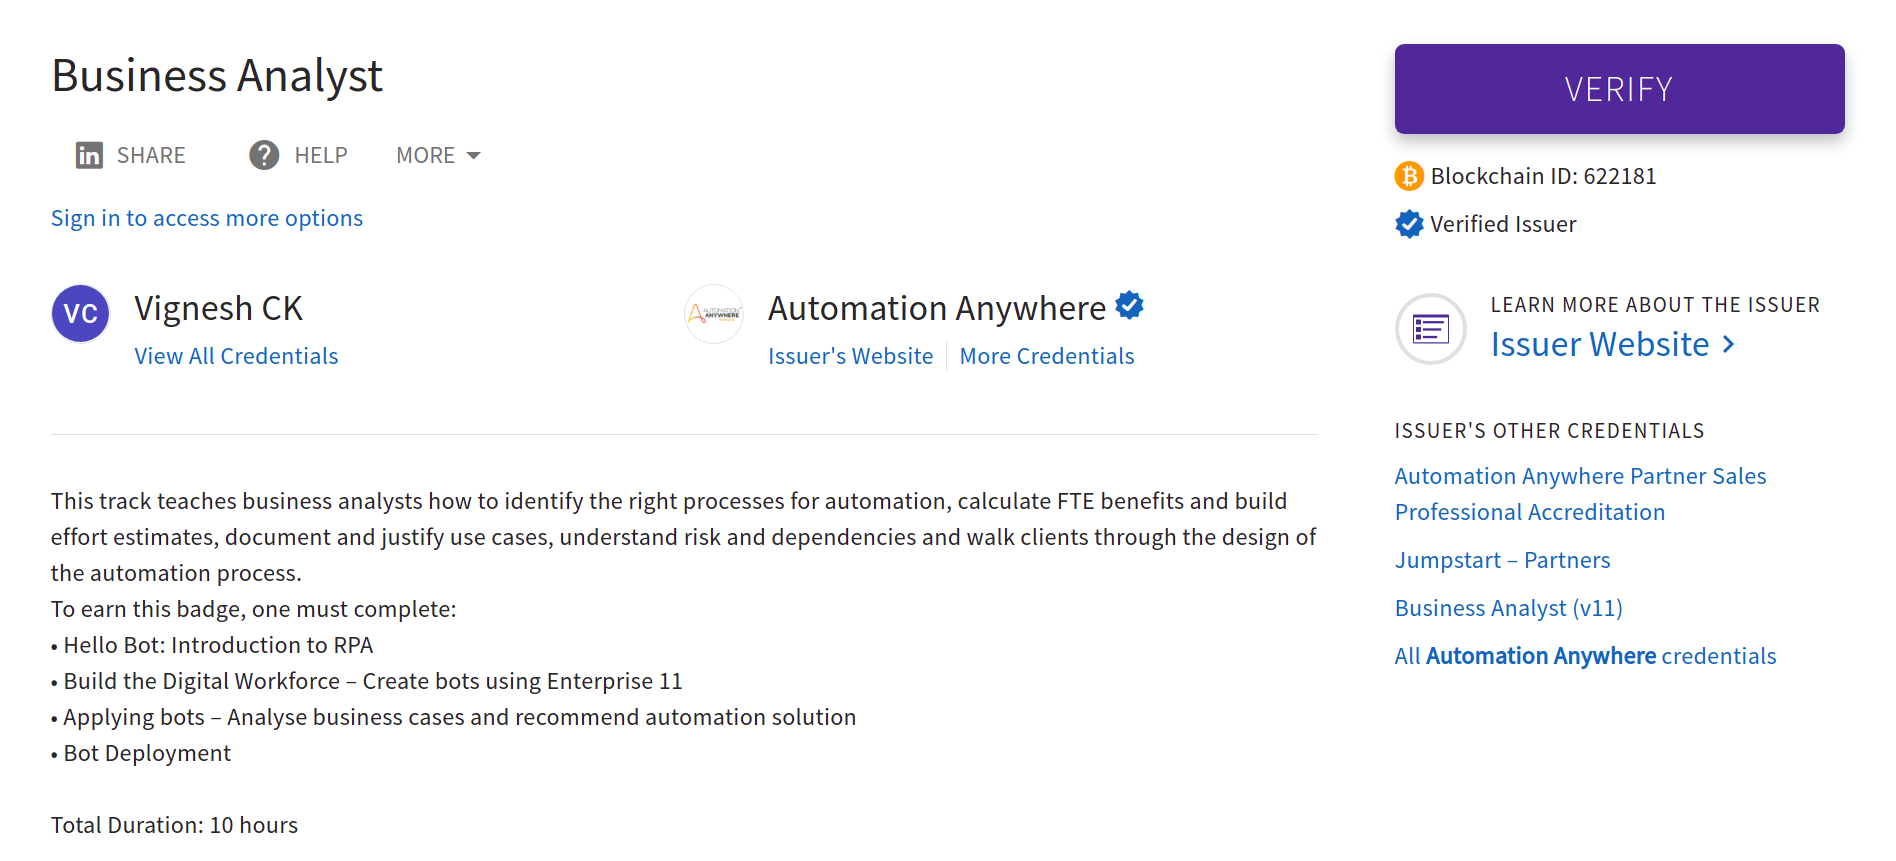 Business Analyst
SHARE
HELP
MORE
Sign in to access more options
VC
Vignesh CK
View All Credentials
AUTOMATION
ANYWHERE
Automation Anywhere
Issuer's Website
More Credentials
This track teaches business analysts how to identify the right processes for automation, calculate FTE benefits and build
effort estimates, document and justify use cases, understand risk and dependencies and walk clients through the design of
the automation process.
To earn this badge, one must complete:
• Hello Bot: Introduction to RPA
• Build the Digital Workforce – Create bots using Enterprise 11
• Applying bots – Analyse business cases and recommend automation solution
• Bot Deployment
Total Duration: 10 hours
VERIFY
Blockchain ID: 622181
Verified Issuer
LEARN MORE ABOUT THE ISSUER
Issuer Website
ISSUER'S OTHER CREDENTIALS
Automation Anywhere Partner Sales
Professional Accreditation
Jumpstart – Partners
Business Analyst (v11)
All Automation Anywhere credentials